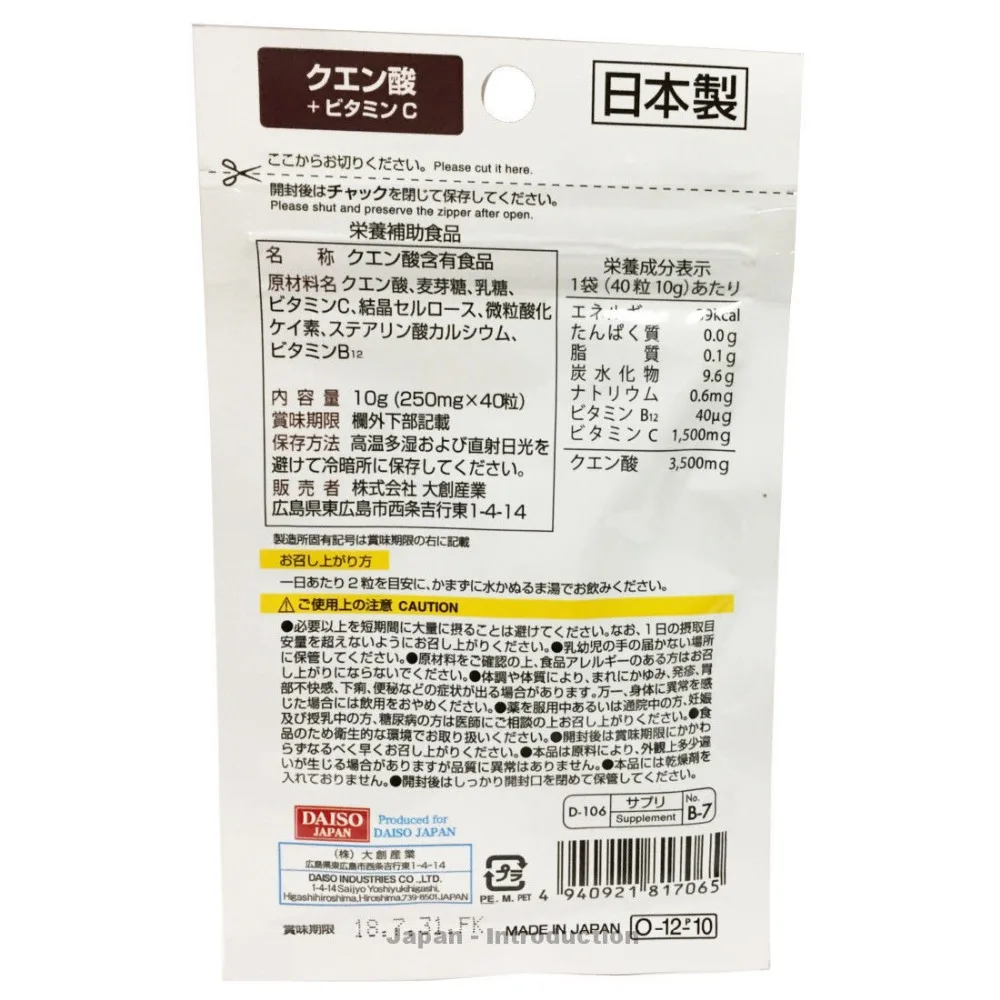 クエン酸
+ビタミンC
日本製
ここからお切りください。 Please cut it here.
開封後はチャックを閉じて保存してください。
Please shut and preserve the zipper after open.
栄養補助食品
名 称 クエン酸含有食品
原材料名 クエン酸、麦芽糖、乳糖、
ビタミンC、結晶セルロース、微粒酸化
ケイ素、ステアリン酸カルシウム、
ビタミンB12
内 容 量 10g (250mg×40粒)
賞味期限 欄外下部記載
保存方法 高温多湿および直射日光を
避けて冷暗所に保存してください。
販 売 者 株式会社 大創産業
広島県東広島市西条吉行東1-4-14
栄養成分表示
1袋(40粒10g)あたり
エネルギー 9kcal
たんぱく質 0.0g
脂 質 0.1g
炭水化物 9.6g
ナトリウム 0.6mg
ビタミン B12 40μg
ビタミン C 1,500mg
クエン酸 3,500mg
製造所固有記号は賞味期限の右に記載
お召し上がり方
一日あたり2粒を目安に、かまずに水かぬるま湯でお飲みください。
⚠ご使用上の注意 CAUTION
●必要以上を短期間に大量に摂ることは避けてください。なお、1日の摂取目
安量を超えないようにお召し上がりください。●乳幼児の手の届かない場所
に保管してください。●原材料をご確認の上、食品アレルギーのある方はお召
し上がりにならないでください。●体調や体質により、まれにかゆみ、発疹、胃
部不快感、下痢、便秘などの症状が出る場合があります。万一、身体に異常を感
じた場合には飲用をおやめください。●薬を服用中あるいは通院中の方、妊娠
及び授乳中の方、糖尿病の方は医師にご相談の上お召し上がりください。●食
品のため衛生的な環境でお取り扱いください。●開封後は賞味期限にかかわ
らずなるべく早くお召し上がりください。●本品は原料により、外観上多少違
いが生じる場合がありますが品質に異常はありません。●本品には乾燥剤を
入れておりません。●開封後はしっかり開封口を閉めて保管してください。
D-106 サプリ Supplement No. B-7
DAISO
JAPAN
Produced for
DAISO JAPAN
(株)大創産業
広島県東広島市西条吉行東1-4-14
DAISO INDUSTRIES CO.,LTD.
1-4-14 Saijyo Yoshiyukihigashi,
Higashihiroshima,Hiroshima,739-8501JAPAN
プラ
PE. M. PET
4 940921 817065
賞味期限 18.7.31.FK
MADE IN JAPAN O-12-P10
Japan - Introduction